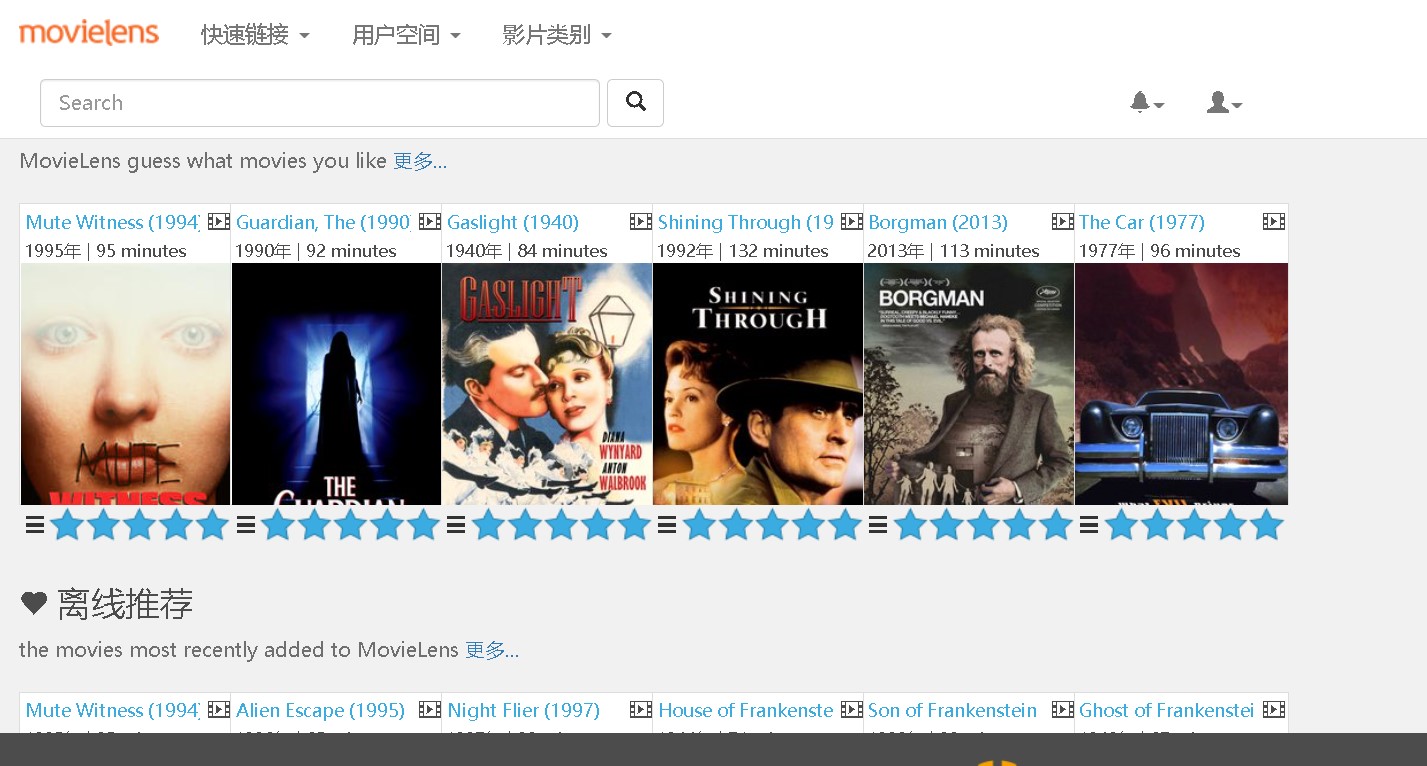 movielens 快速链接 用户空间 影片类别
Search
MovieLens guess what movies you like 更多...
Mute Witness (1994) Guardian, The (1990) Gaslight (1940) Shining Through (19 Borgman (2013) The Car (1977)
1995年 | 95 minutes 1990年 | 92 minutes 1940年 | 84 minutes 1992年 | 132 minutes 2013年 | 113 minutes 1977年 | 96 minutes
MUTE
WITNESS
THE
GUARDIAN
GASLIGHT
DIANA
WYNYARD
ANTON
WALBROOK
SHINING
THROUGH
BORGMAN
EVIL
离线推荐
the movies most recently added to MovieLens 更多...
Mute Witness (1994) Alien Escape (1995) Night Flier (1997) House of Frankenste Son of Frankenstein Ghost of Frankenstei